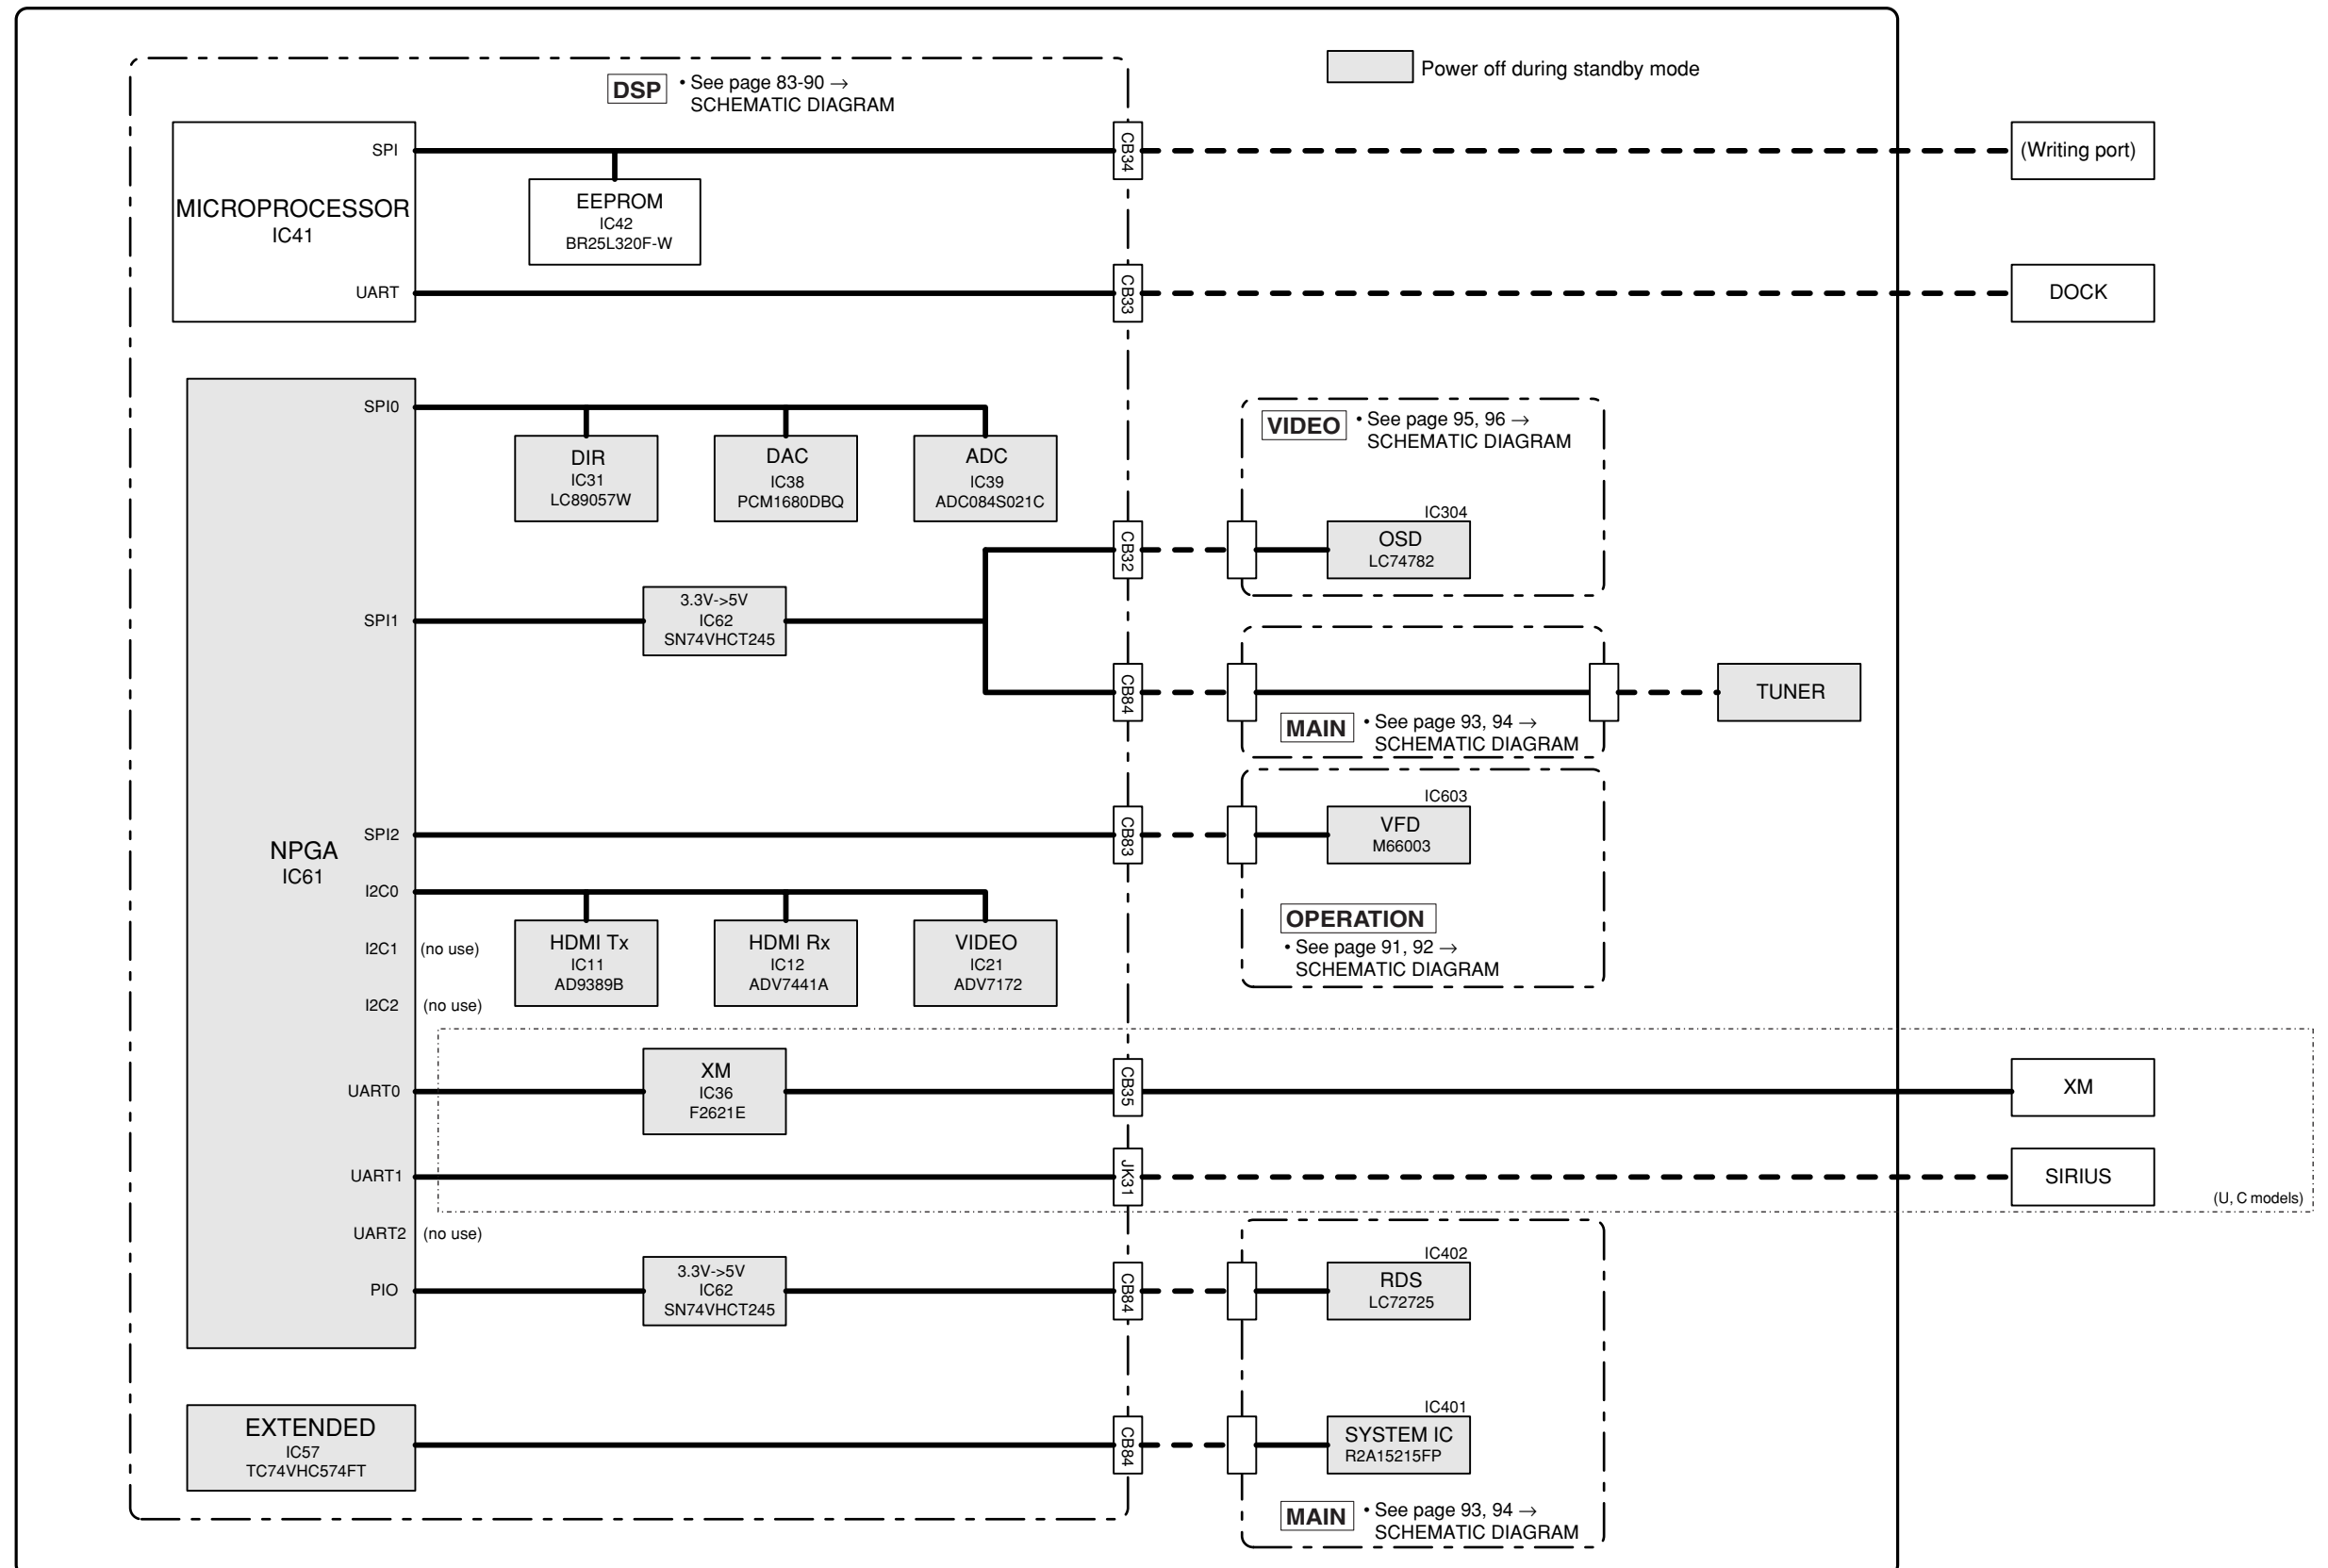 Power off during standby mode
DSP • See page 83-90 →
SCHEMATIC DIAGRAM
MICROPROCESSOR
IC41
SPI
UART
EEPROM
IC42
BR25L320F-W
CB34
(Writing port)
CB33
DOCK
NPGA
IC61
SPI0
DIR
IC31
LC89057W
DAC
IC38
PCM1680DBQ
ADC
IC39
ADC084S021C
VIDEO • See page 95, 96 →
SCHEMATIC DIAGRAM
CB32
IC304
OSD
LC74782
SPI1
3.3V->5V
IC62
SN74VHCT245
CB84
TUNER
MAIN • See page 93, 94 →
SCHEMATIC DIAGRAM
SPI2
CB83
IC603
VFD
M66003
OPERATION
• See page 91, 92 →
SCHEMATIC DIAGRAM
I2C0
HDMI Tx
IC11
AD9389B
HDMI Rx
IC12
ADV7441A
VIDEO
IC21
ADV7172
I2C1 (no use)
I2C2 (no use)
UART0
XM
IC36
F2621E
CB35
XM
UART1
JK31
SIRIUS
(U, C models)
UART2 (no use)
PIO
3.3V->5V
IC62
SN74VHCT245
CB84
IC402
RDS
LC72725
EXTENDED
IC57
TC74VHC574FT
CB84
IC401
SYSTEM IC
R2A15215FP
MAIN • See page 93, 94 →
SCHEMATIC DIAGRAM